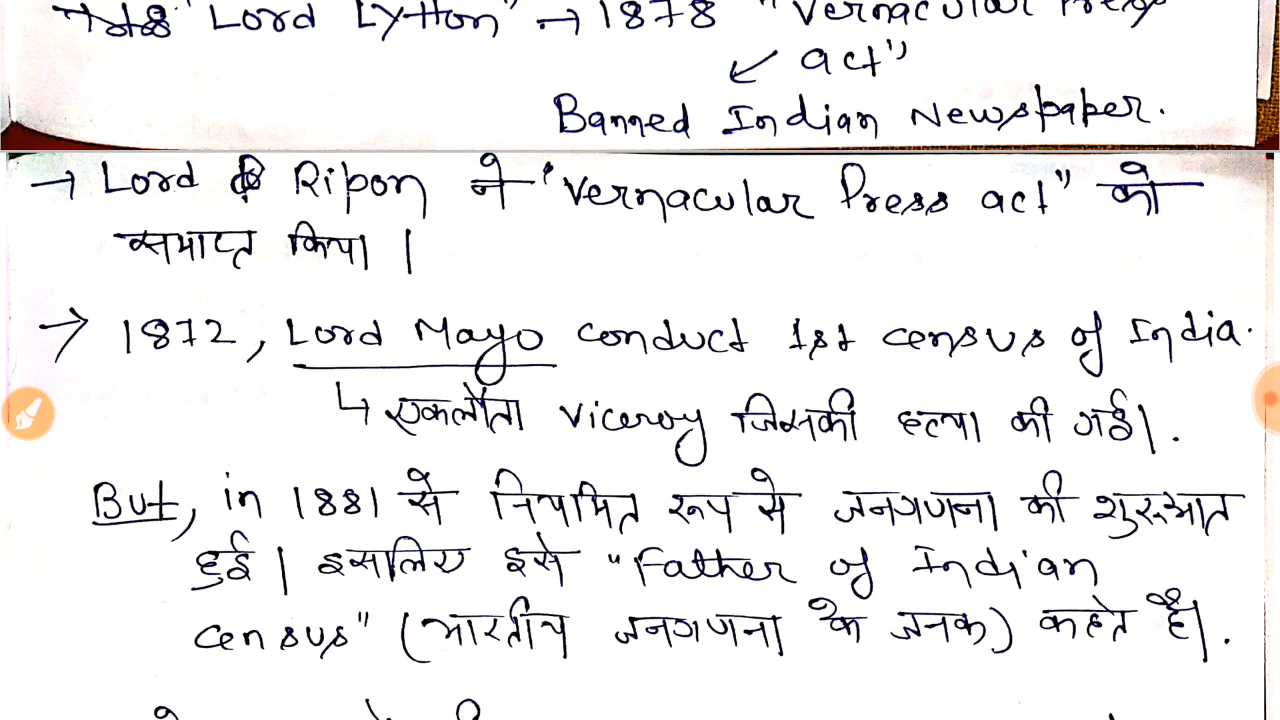 "Lord Lytton" → 1878 "Vernacular Press
↙ act"
Banned Indian Newspaper.
→ Lord Ripon ने "Vernacular Press act" को
समाप्त किया।
→ 1872, Lord Mayo conduct 1st census of India.
↳ एकलौता Viceroy जिसकी हत्या की गई।.
But, in 1881 से नियमित रूप से जनगणना की शुरुआत
हुई। इसलिए इसे "Father of Indian
census" (भारतीय जनगणना के जनक) कहते है।.